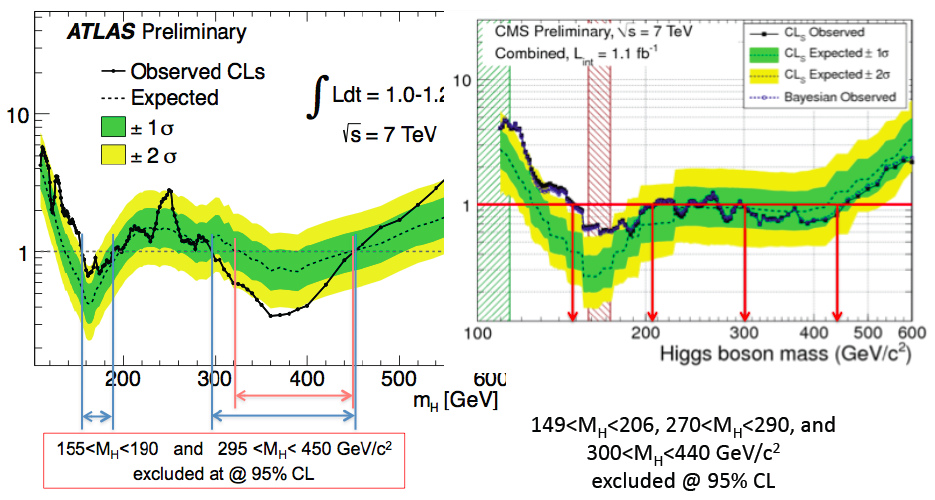 ATLAS Preliminary
Observed CLs
Expected
± 1 σ
± 2 σ
∫ Ldt = 1.0-1.2
√s = 7 TeV
10
1
200
300
400
500
600
m_H [GeV]
155<M_H<190 and 295 <M_H< 450 GeV/c²
excluded at @ 95% CL
CMS Preliminary, √s = 7 TeV
Combined, L_int = 1.1 fb⁻¹
CL_S Observed
CL_S Expected ± 1σ
CL_S Expected ± 2σ
Bayesian Observed
10
1
100
200
300
400
500
600
Higgs boson mass (GeV/c²)
149<M_H<206, 270<M_H<290, and
300<M_H<440 GeV/c²
excluded @ 95% CL